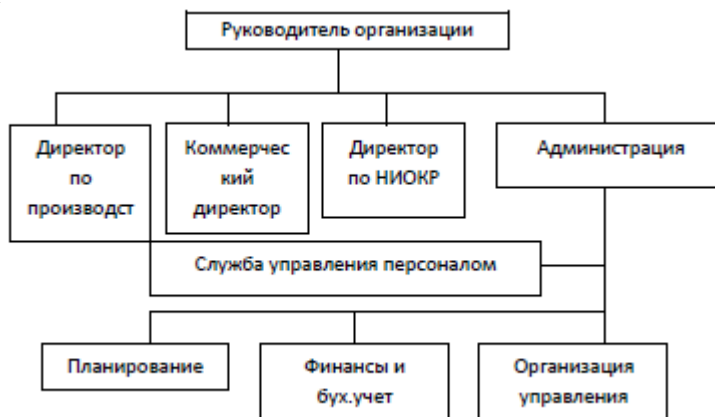 Руководитель организации
Директор
по
производст
Коммерчес
кий
директор
Директор
по НИОКР
Администрация
Служба управления персоналом
Планирование
Финансы и
бух.учет
Организация
управления